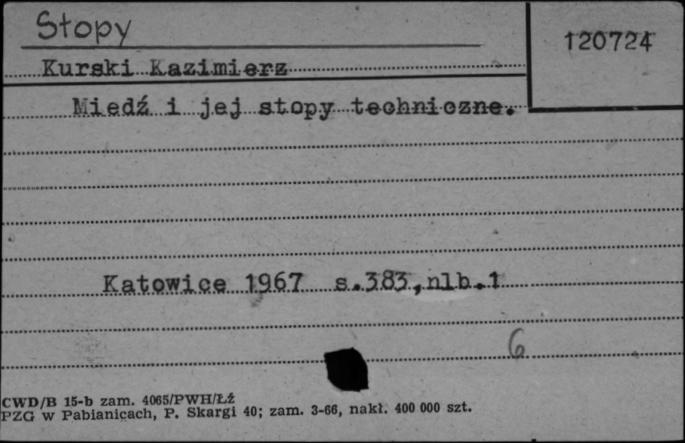 Stopy
120724
Kurski Kazimierz
Miedź i jej stopy techniczne.
Katowice 1967 s.383,nlb.1
6
CWD/B 15-b zam. 4065/PWH/Łź
PZG w Pabianicach, P. Skargi 40; zam. 3-66, nakł. 400 000 szt.